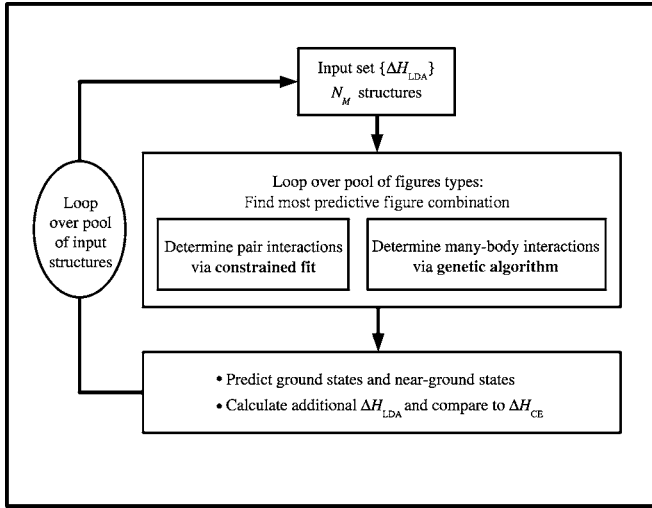 Input set {ΔH_LDA}
N_M structures
Loop over pool of figures types:
Find most predictive figure combination
Determine pair interactions
via constrained fit
Determine many-body interactions
via genetic algorithm
Loop
over pool
of input
structures
• Predict ground states and near-ground states
• Calculate additional ΔH_LDA and compare to ΔH_CE